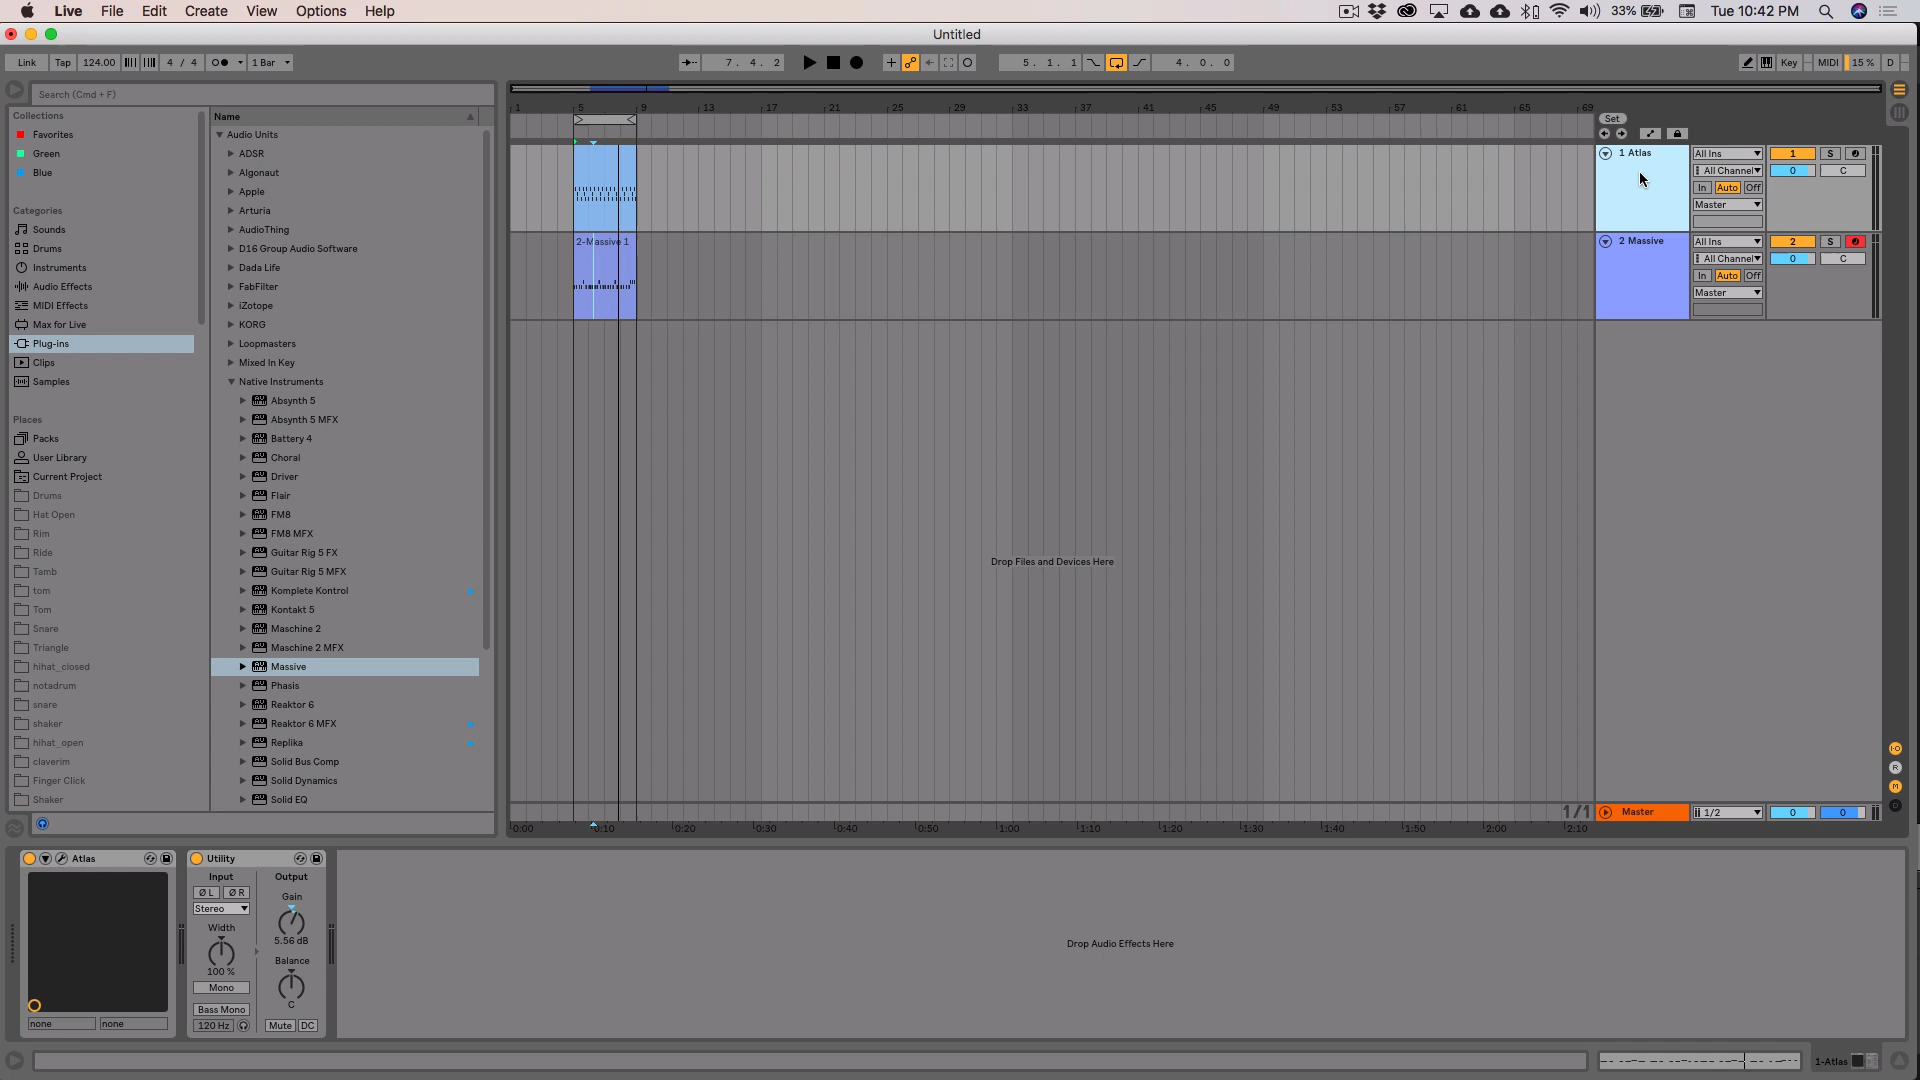 Live File Edit Create View Options Help
33% Tue 10:42 PM
Untitled
Link Tap 124.00 4 / 4 1 Bar
7. 4. 2
5. 1. 1
4. 0. 0
Key MIDI 15 % D
Search (Cmd + F)
Collections
Favorites
Green
Blue
Categories
Sounds
Drums
Instruments
Audio Effects
MIDI Effects
Max for Live
Plug-ins
Clips
Samples
Places
Packs
User Library
Current Project
Drums
Hat Open
Rim
Ride
Tamb
tom
Tom
Snare
Triangle
hihat_closed
notadrum
snare
shaker
hihat_open
claverim
Finger Click
Shaker
Name
Audio Units
ADSR
Algonaut
Apple
Arturia
AudioThing
D16 Group Audio Software
Dada Life
FabFilter
iZotope
KORG
Loopmasters
Mixed In Key
Native Instruments
Absynth 5
Absynth 5 MFX
Battery 4
Choral
Driver
Flair
FM8
FM8 MFX
Guitar Rig 5 FX
Guitar Rig 5 MFX
Komplete Kontrol
Kontakt 5
Maschine 2
Maschine 2 MFX
Massive
Phasis
Reaktor 6
Reaktor 6 MFX
Replika
Solid Bus Comp
Solid Dynamics
Solid EQ
1 5 9 13 17 21 25 29 33 37 41 45 49 53 57 61 65 69
Set
1 Atlas
All Ins 1 S
All Channel 0 C
In Auto Off
Master
2-Massive 1
2 Massive
All Ins 2 S
All Channel 0 C
In Auto Off
Master
Drop Files and Devices Here
I-O
R
M
D
1/1
Master 1/2 0 0
0:00 0:10 0:20 0:30 0:40 0:50 1:00 1:10 1:20 1:30 1:40 1:50 2:00 2:10
Atlas
none none
Utility
Input Output
Ø L Ø R
Stereo
Gain
5.56 dB
Width
100 %
Balance
C
Mono
Bass Mono
120 Hz
Mute DC
Drop Audio Effects Here
1-Atlas